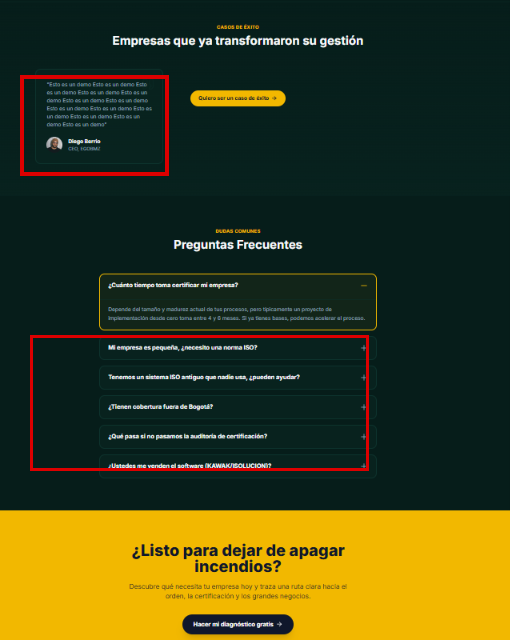 CASOS DE ÉXITO
Empresas que ya transformaron su gestión
"Esto es un demo Esto es un demo Esto
es un demo Esto es un demo Esto es un
demo Esto es un demo Esto es un demo
Esto es un demo Esto es un demo Esto es
un demo Esto es un demo Esto es un
demo Esto es un demo"
Diego Barrio
CEO, EGORMÚ
Quiero ser un caso de éxito →
DUDAS COMUNES
Preguntas Frecuentes
¿Cuánto tiempo toma certificar mi empresa?
Depende del tamaño y madurez actual de tus procesos, pero típicamente un proyecto de
implementación desde cero toma entre 4 y 8 meses. Si ya tienes bases, podemos acelerar el proceso.
Mi empresa es pequeña, ¿necesito una norma ISO?
Tenemos un sistema ISO antiguo que nadie usa, ¿pueden ayudar?
¿Tienen cobertura fuera de Bogotá?
¿Qué pasa si no pasamos la auditoría de certificación?
¿Ustedes me venden el software (KAWAK/ISOLUCION)?
¿Listo para dejar de apagar
incendios?
Descubre qué necesita tu empresa hoy y traza una ruta clara hacia el
orden, la certificación y los grandes negocios.
Hacer mi diagnóstico gratis →